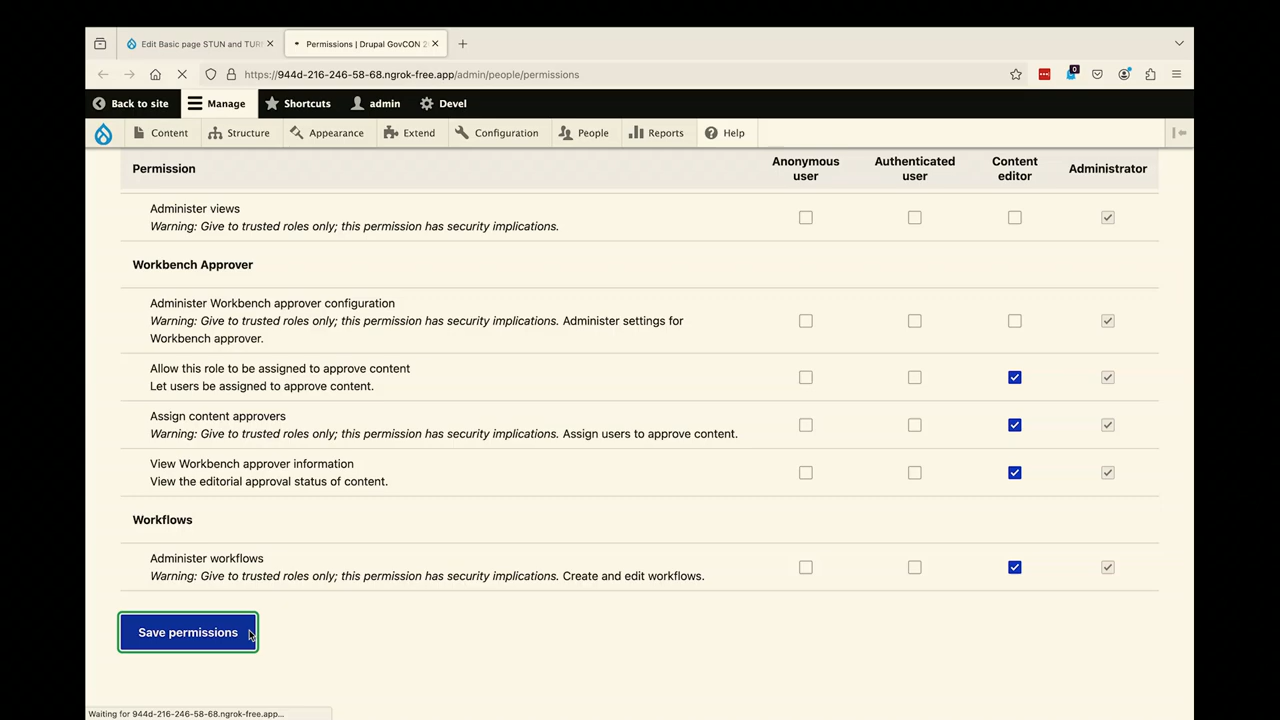 Edit Basic page STUN and TUR
Permissions | Drupal GovCON 2
https://944d-216-246-58-68.ngrok-free.app/admin/people/permissions
0
Back to site
Manage
Shortcuts
admin
Devel
Content
Structure
Appearance
Extend
Configuration
People
Reports
Help
Permission
Anonymous
user
Authenticated
user
Content
editor
Administrator
Administer views
Warning: Give to trusted roles only; this permission has security implications.
Workbench Approver
Administer Workbench approver configuration
Warning: Give to trusted roles only; this permission has security implications. Administer settings for
Workbench approver.
Allow this role to be assigned to approve content
Let users be assigned to approve content.
Assign content approvers
Warning: Give to trusted roles only; this permission has security implications. Assign users to approve content.
View Workbench approver information
View the editorial approval status of content.
Workflows
Administer workflows
Warning: Give to trusted roles only; this permission has security implications. Create and edit workflows.
Save permissions
Waiting for 944d-216-246-58-68.ngrok-free.app...